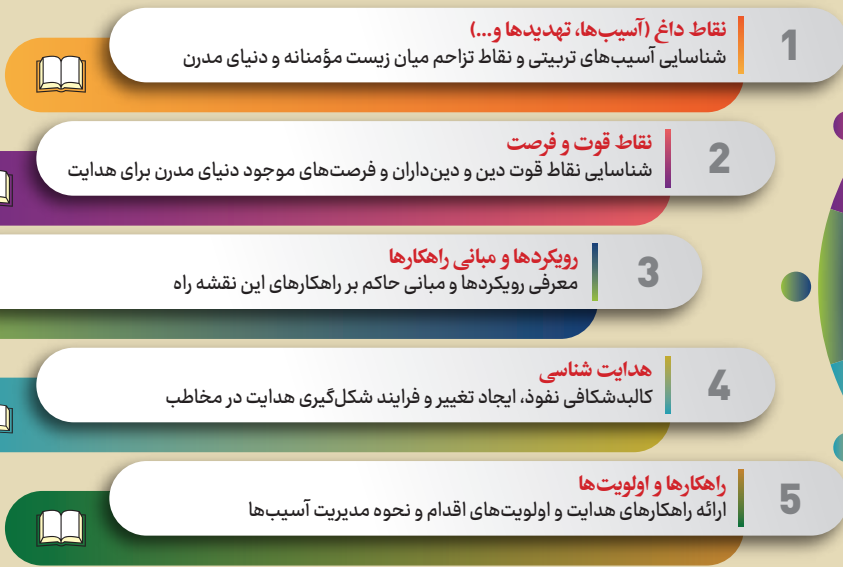 1
نقاط داغ (آسیب‌ها، تهدیدها و...)
شناسایی آسیب‌های تربیتی و نقاط تزاحم میان زیست مؤمنانه و دنیای مدرن
2
نقاط قوت و فرصت
شناسایی نقاط قوت دین و دین‌داران و فرصت‌های موجود دنیای مدرن برای هدایت
3
رویکردها و مبانی راهکارها
معرفی رویکردها و مبانی حاکم بر راهکارهای این نقشه راه
4
هدایت شناسی
کالبدشکافی نفوذ، ایجاد تغییر و فرایند شکل‌گیری هدایت در مخاطب
5
راهکارها و اولویت‌ها
ارائه راهکارهای هدایت و اولویت‌های اقدام و نحوه مدیریت آسیب‌ها